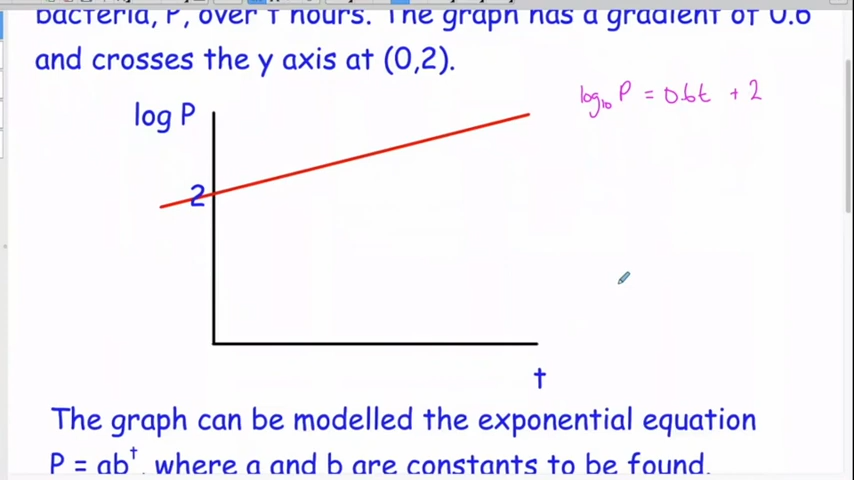 bacteria, P, over t hours. The graph has a gradient of 0.6
and crosses the y axis at (0,2).
log₁₀ P = 0.6t + 2
log P
2
t
The graph can be modelled the exponential equation
P = abᵗ, where a and b are constants to be found.